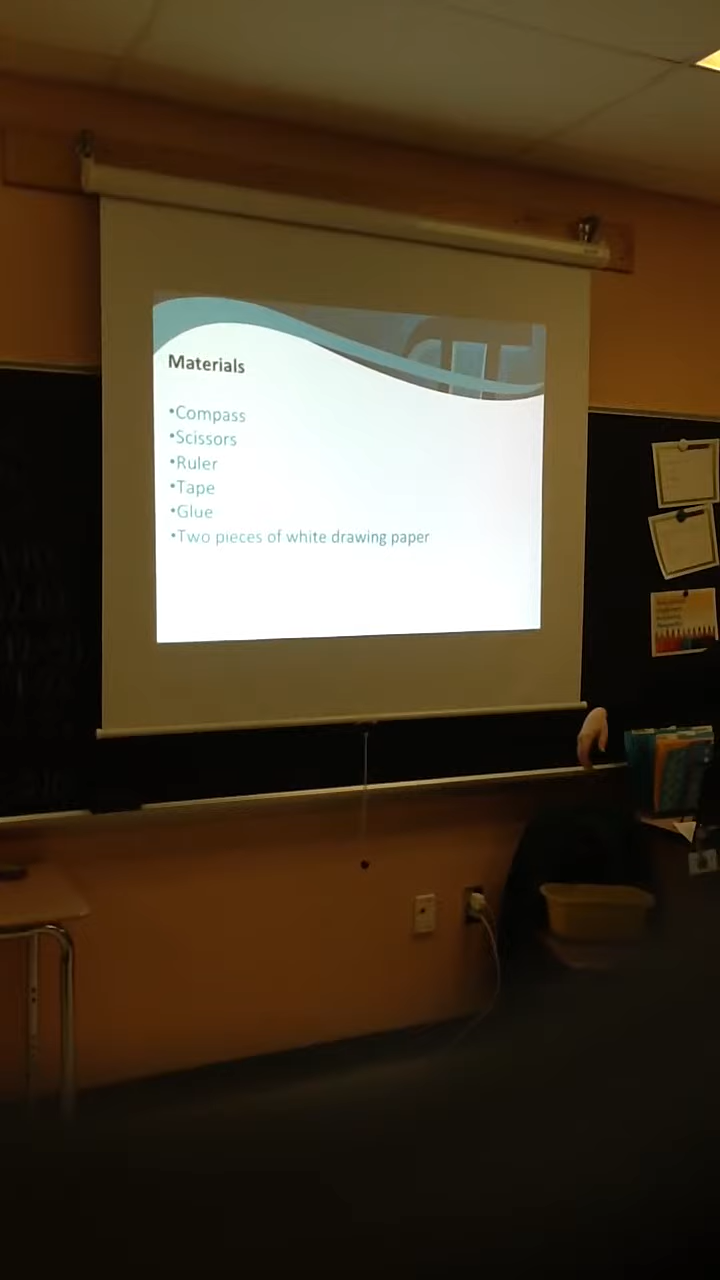 Materials
•Compass
•Scissors
•Ruler
•Tape
•Glue
•Two pieces of white drawing paper